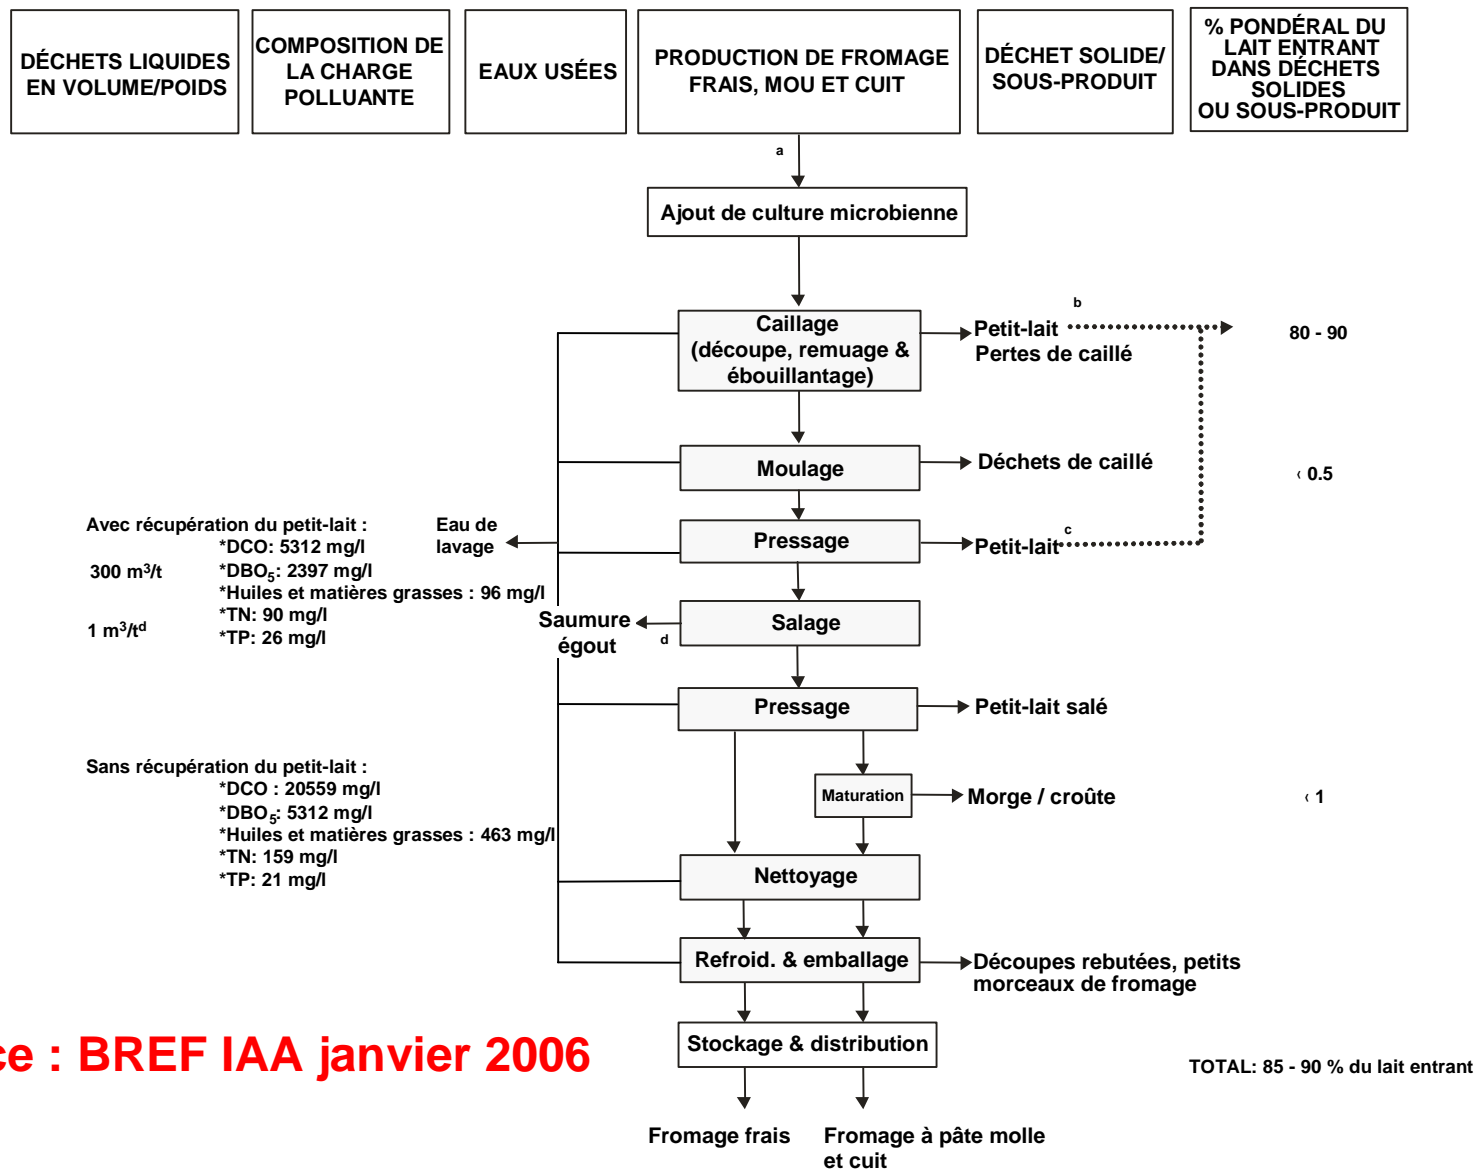 DÉCHETS LIQUIDES
EN VOLUME/POIDS
COMPOSITION DE
LA CHARGE
POLLUANTE
EAUX USÉES
PRODUCTION DE FROMAGE
FRAIS, MOU ET CUIT
DÉCHET SOLIDE/
SOUS-PRODUIT
% PONDÉRAL DU
LAIT ENTRANT
DANS DÉCHETS
SOLIDES
OU SOUS-PRODUIT
a
Ajout de culture microbienne
Caillage
(découpe, remuage &
ébouillantage)
b
Petit-lait
Pertes de caillé
80 - 90
Moulage
Déchets de caillé
‹ 0.5
Avec récupération du petit-lait :
*DCO: 5312 mg/l
300 m³/t
*DBO₅: 2397 mg/l
*Huiles et matières grasses : 96 mg/l
*TN: 90 mg/l
1 m³/tᵈ
*TP: 26 mg/l
Eau de
lavage
Pressage
Petit-lait
c
Saumure
égout
d
Salage
Pressage
Petit-lait salé
Sans récupération du petit-lait :
*DCO : 20559 mg/l
*DBO₅: 5312 mg/l
*Huiles et matières grasses : 463 mg/l
*TN: 159 mg/l
*TP: 21 mg/l
Maturation
Morge / croûte
‹ 1
Nettoyage
Refroid. & emballage
Découpes rebutées, petits
morceaux de fromage
Stockage & distribution
ce : BREF IAA janvier 2006
TOTAL: 85 - 90 % du lait entrant
Fromage frais
Fromage à pâte molle
et cuit